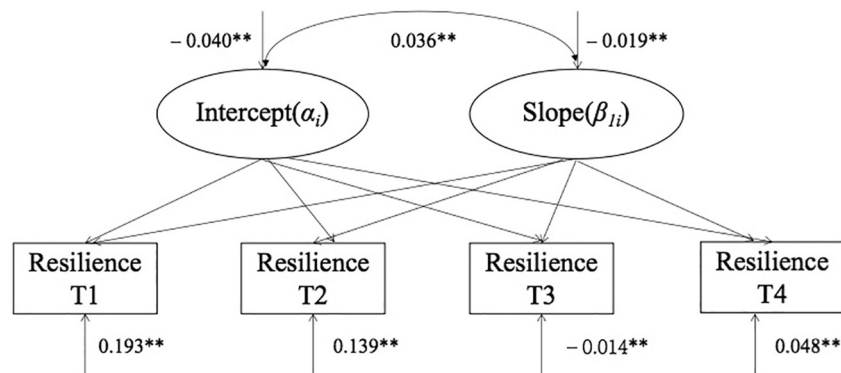 − 0.040** 0.036** − 0.019**
Intercept(αi) Slope(β1i)
Resilience T1 Resilience T2 Resilience T3 Resilience T4
0.193** 0.139** − 0.014** 0.048**